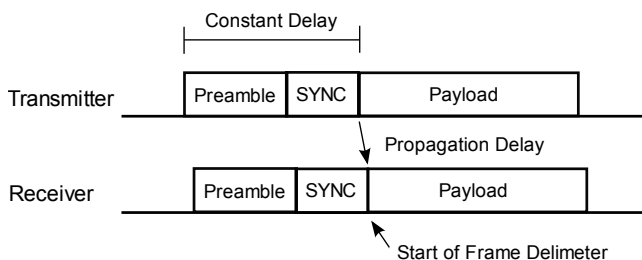 Constant Delay
Transmitter
Preamble
SYNC
Payload
Propagation Delay
Receiver
Preamble
SYNC
Payload
Start of Frame Delimeter